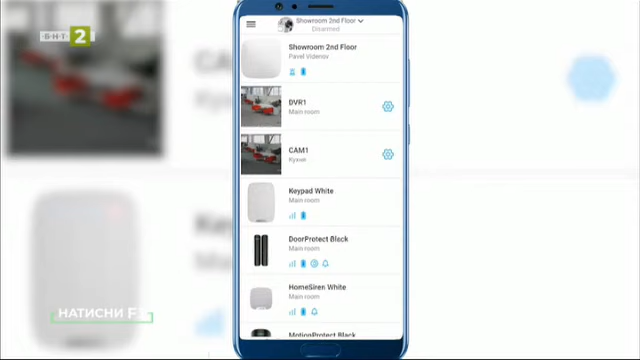 БНТ 2
Showroom 2nd Floor
Disarmed
Showroom 2nd Floor
Pavel Videnov
DVR1
Main room
CAM1
Кухня
Keypad White
Main room
DoorProtect Black
Main room
HomeSiren White
Main room
MotionProtect Black
НАТИСНИ F